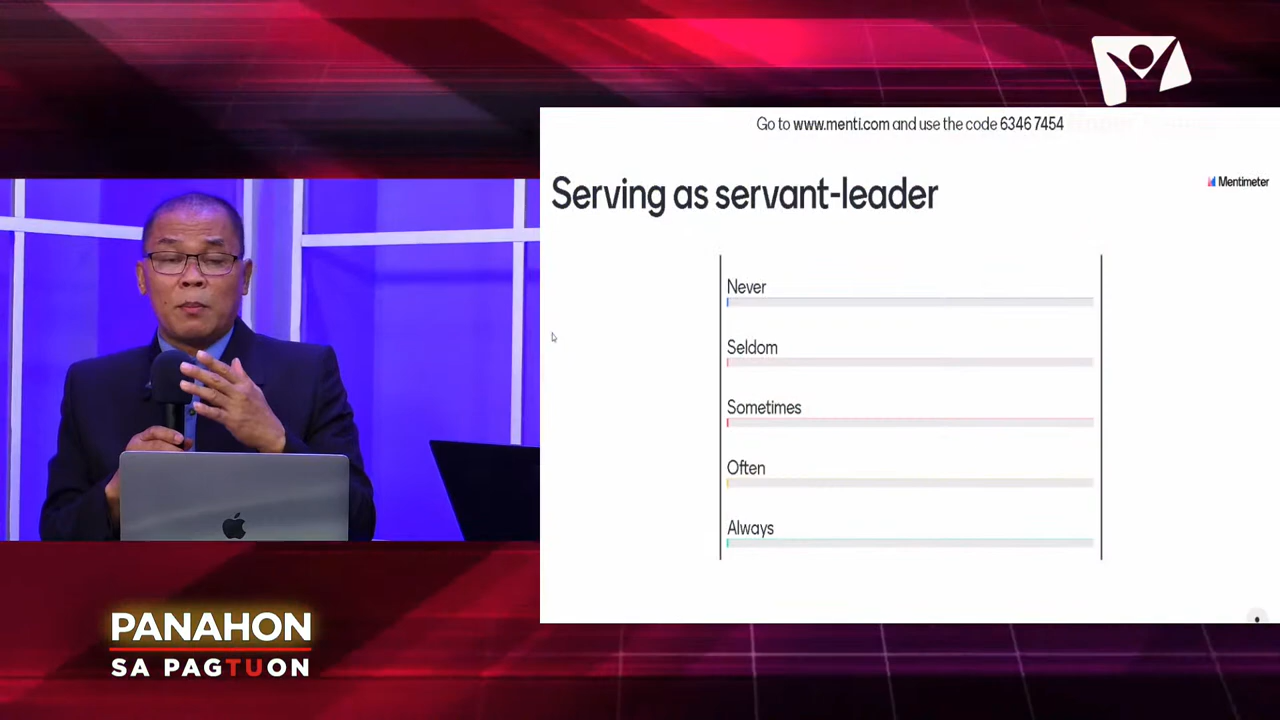 Go to www.menti.com and use the code 6346 7454
Serving as servant-leader
Mentimeter
Never
Seldom
Sometimes
Often
Always
PANAHON
SA PAGTUON